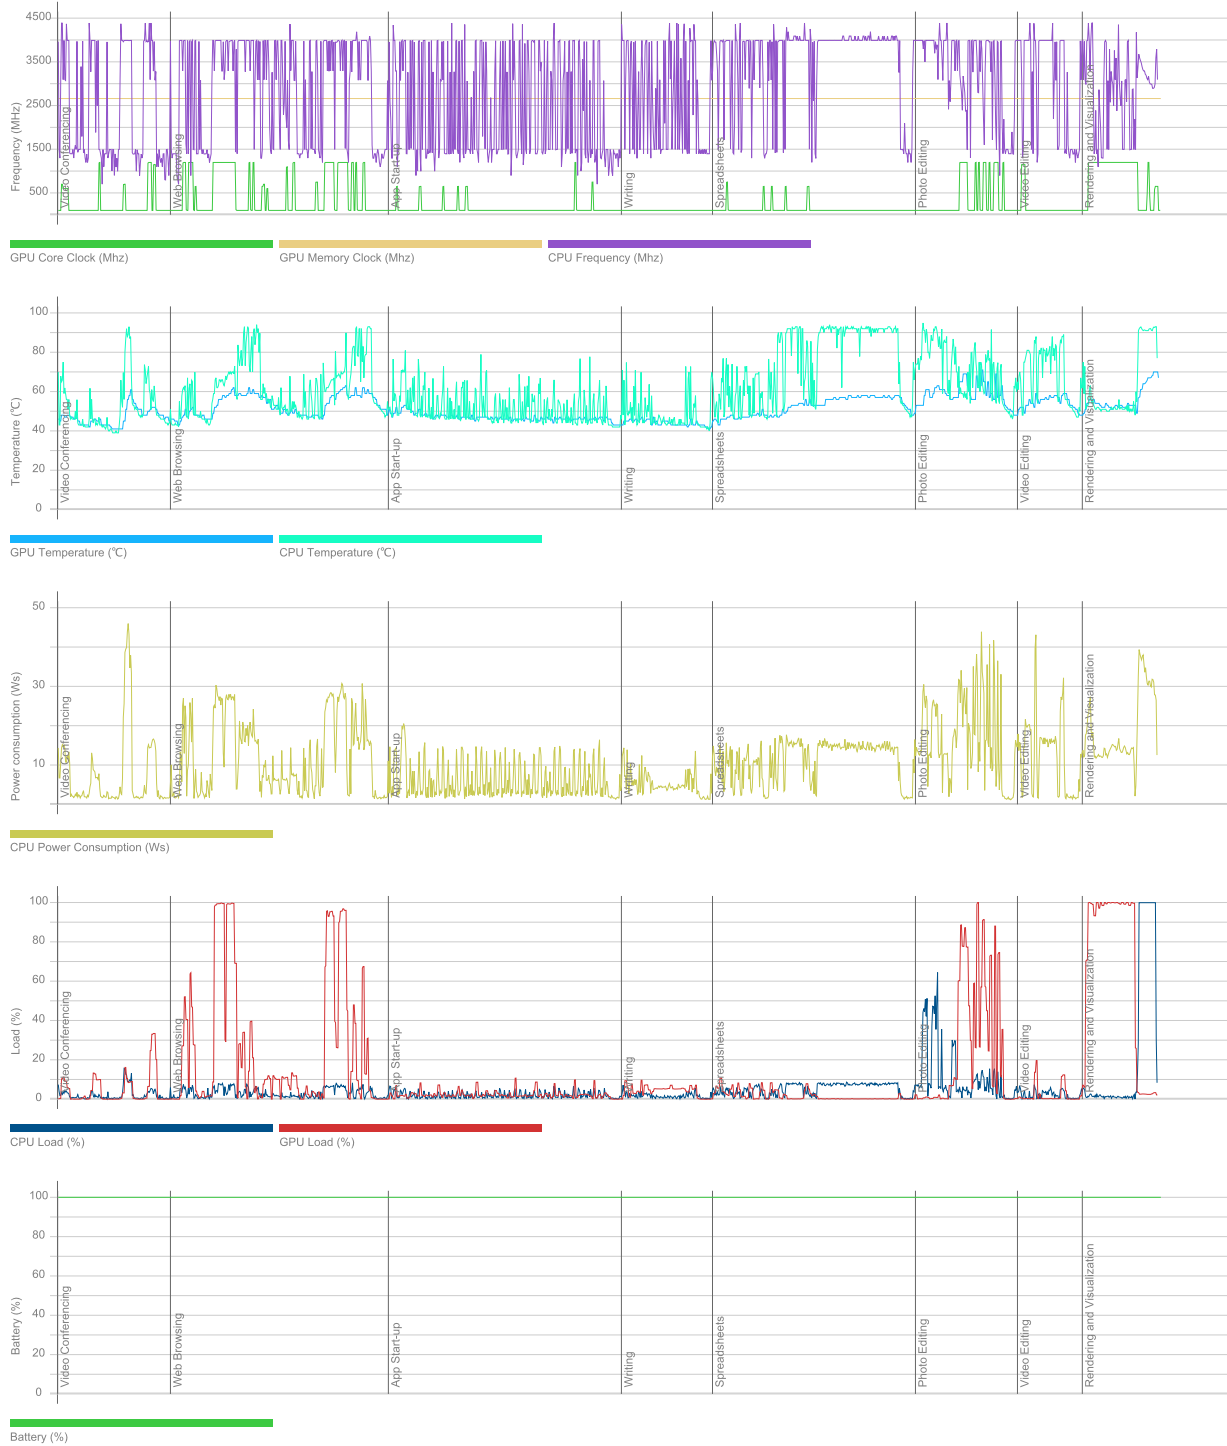 4500
3500
2500
1500
500
Frequency (MHz)
Video Conferencing
Web Browsing
App Start-up
Writing
Spreadsheets
Photo Editing
Video Editing
Rendering and Visualization
GPU Core Clock (Mhz)
GPU Memory Clock (Mhz)
CPU Frequency (Mhz)
100
80
60
40
20
0
Temperature (℃)
Video Conferencing
Web Browsing
App Start-up
Writing
Spreadsheets
Photo Editing
Video Editing
Rendering and Visualization
GPU Temperature (℃)
CPU Temperature (℃)
50
30
10
Power consumption (Ws)
Video Conferencing
Web Browsing
App Start-up
Writing
Spreadsheets
Photo Editing
Video Editing
Rendering and Visualization
CPU Power Consumption (Ws)
100
80
60
40
20
0
Load (%)
Video Conferencing
Web Browsing
App Start-up
Writing
Spreadsheets
Photo Editing
Video Editing
Rendering and Visualization
CPU Load (%)
GPU Load (%)
100
80
60
40
20
0
Battery (%)
Video Conferencing
Web Browsing
App Start-up
Writing
Spreadsheets
Photo Editing
Video Editing
Rendering and Visualization
Battery (%)